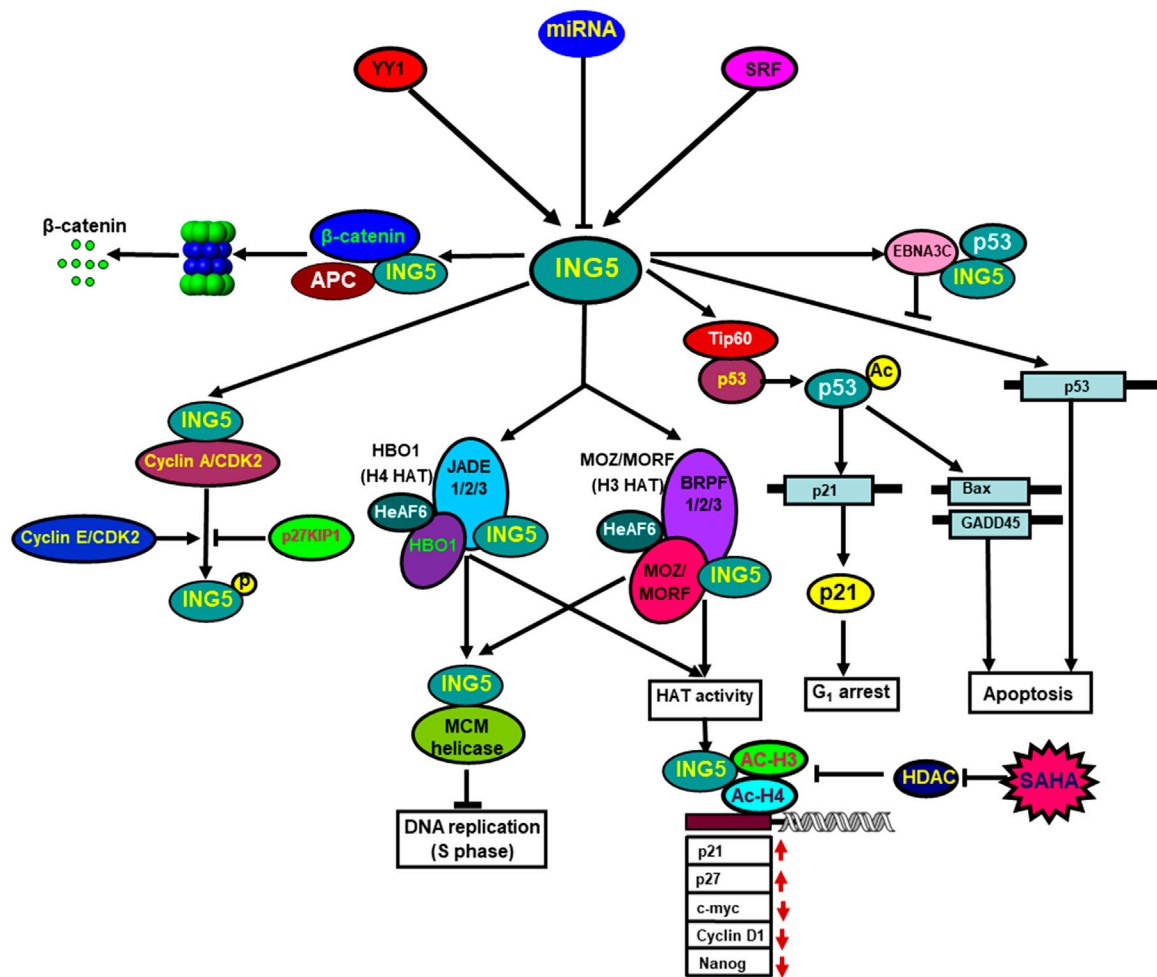 miRNA
YY1
SRF
β-catenin
β-catenin
APC
ING5
ING5
EBNA3C
p53
ING5
Tip60
p53
p53
Ac
p53
ING5
Cyclin A/CDK2
HBO1
(H4 HAT)
JADE
1/2/3
HeAF6
HBO1
ING5
MOZ/MORF
(H3 HAT)
BRPF
1/2/3
HeAF6
MOZ/
MORF
ING5
p21
Bax
GADD45
Cyclin E/CDK2
p27KIP1
ING5
p
p21
ING5
MCM
helicase
HAT activity
G₁ arrest
Apoptosis
ING5
AC-H3
Ac-H4
HDAC
SAHA
DNA replication
(S phase)
p21
p27
c-myc
Cyclin D1
Nanog